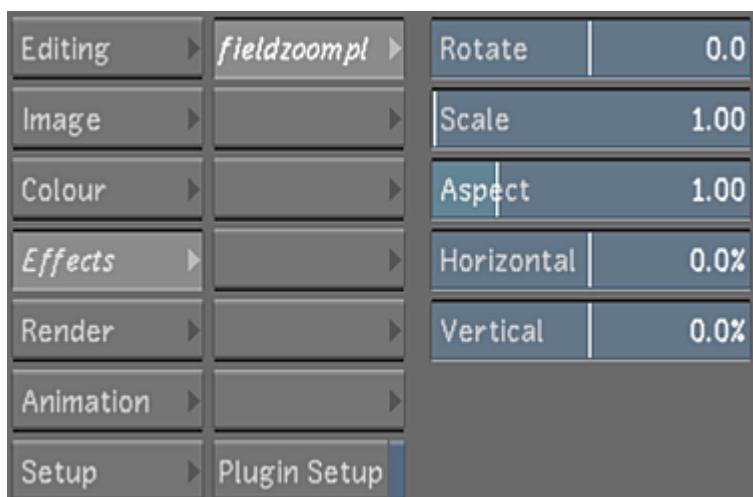 Editing
fieldzoompl
Rotate 0.0
Image
Scale 1.00
Colour
Aspect 1.00
Effects
Horizontal 0.0%
Render
Vertical 0.0%
Animation
Setup
Plugin Setup